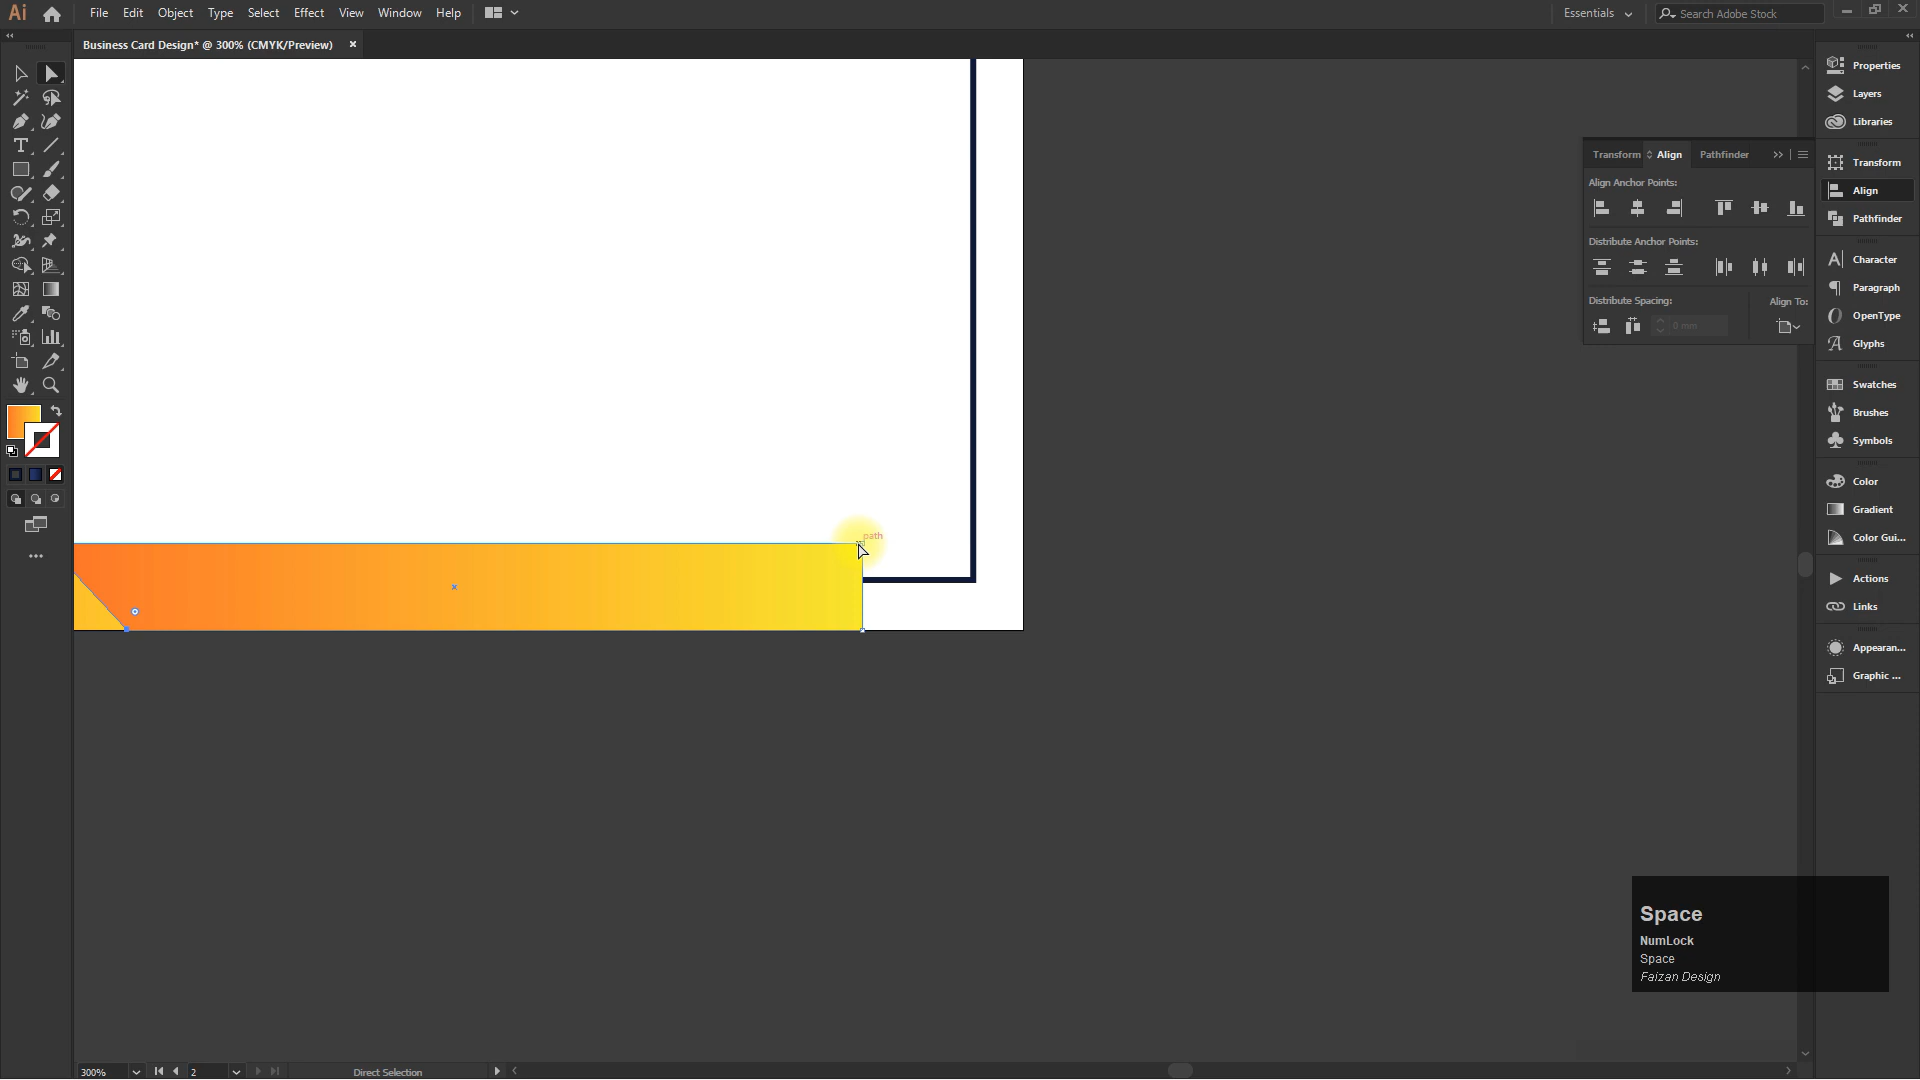 Ai
File Edit Object Type Select Effect View Window Help
Essentials
Search Adobe Stock
Business Card Design* @ 300% (CMYK/Preview) ×
Properties
Layers
Libraries
Transform
Align
Pathfinder
Character
Paragraph
OpenType
Glyphs
Swatches
Brushes
Symbols
Color
Gradient
Color Gui...
Actions
Links
Appearan...
Graphic ...
Transform Align Pathfinder
Align Anchor Points:
Distribute Anchor Points:
Distribute Spacing: Align To:
0 mm
path
Space
NumLock
Space
Faizan Design
300% 2 Direct Selection